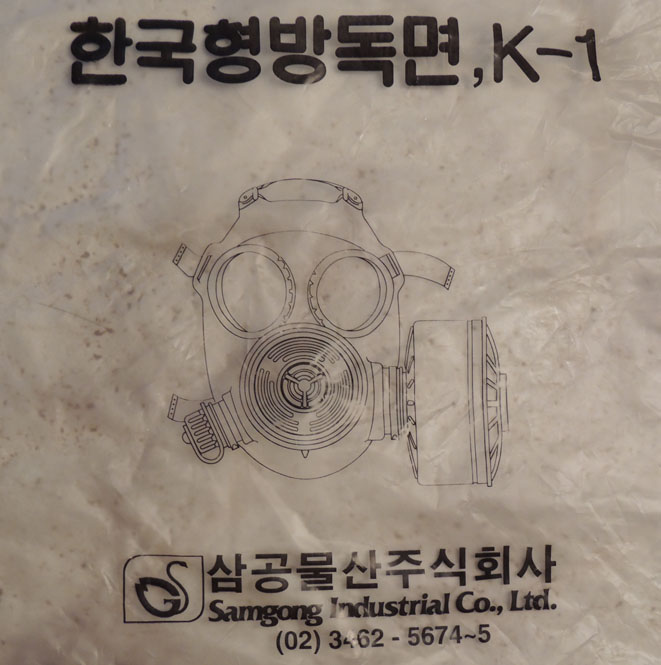 한국형방독면,K-1
삼공물산주식회사
Samgong Industrial Co., Ltd.
(02) 3462 - 5674~5